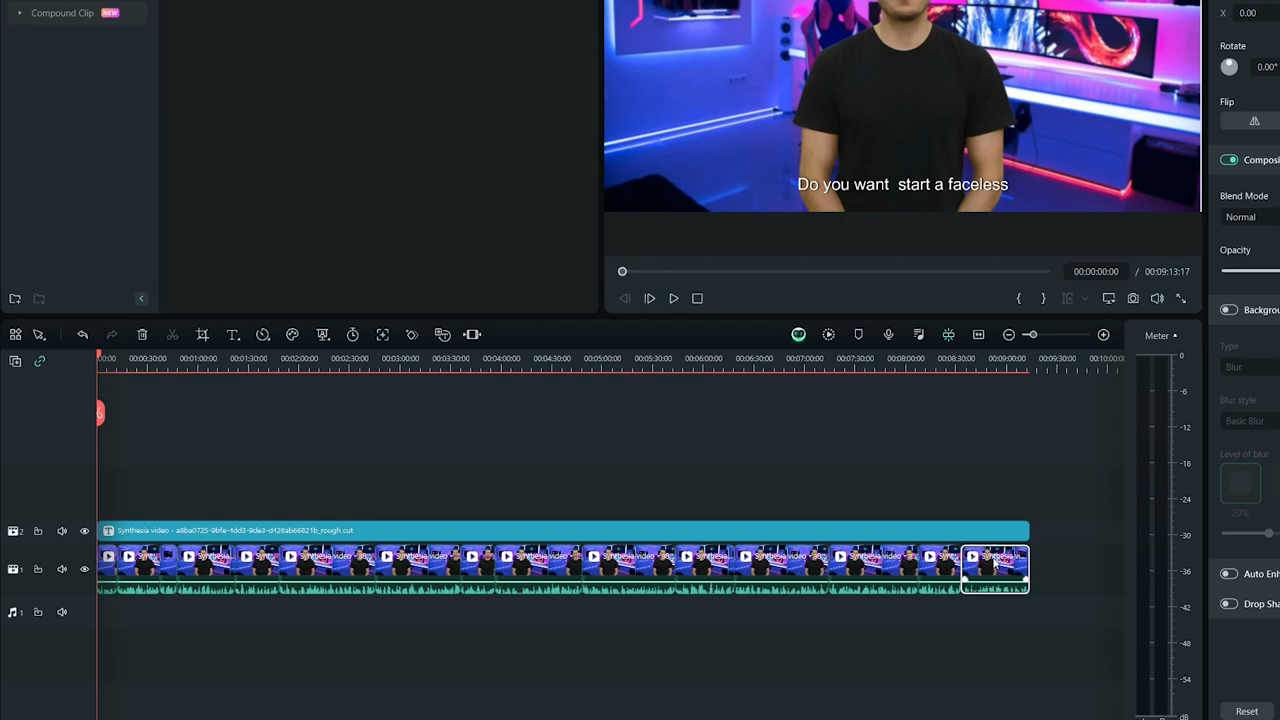 Compound Clip NEW
X 0.00
Rotate
0.00°
Flip
Do you want  start a faceless
Composi
Blend Mode
Normal
Opacity
00:00:00:00 / 00:09:13:17
Backgrou
Meter
00:00 00:00:30:00 00:01:00:00 00:01:30:00 00:02:00:00 00:02:30:00 00:03:00:00 00:03:30:00 00:04:00:00 00:04:30:00 00:05:00:00 00:05:30:00 00:06:00:00 00:06:30:00 00:07:00:00 00:07:30:00 00:08:00:00 00:08:30:00 00:09:00:00 00:09:30:00 00:10:00:0
0
Type
Blur
-6
Blur style
Basic Blur
-12
Level of blur
-18
20%
-24
2 Synthesia video - a8ba0725-9bfe-4dd3-9de3-d428ab66821b_rough cut
-30
1
-36
Auto Enh
-42
1
Drop Sha
-48
-54
Reset
dB